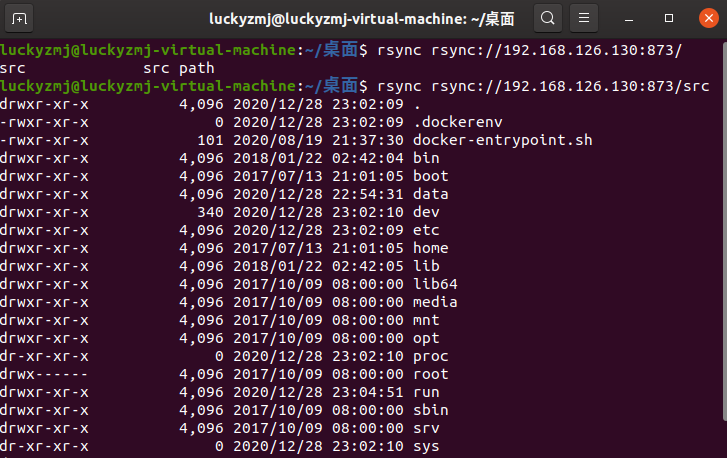 luckyzmj@luckyzmj-virtual-machine: ~/桌面
luckyzmj@luckyzmj-virtual-machine:~/桌面$ rsync rsync://192.168.126.130:873/
src             src path
luckyzmj@luckyzmj-virtual-machine:~/桌面$ rsync rsync://192.168.126.130:873/src
drwxr-xr-x          4,096 2020/12/28 23:02:09 .
-rwxr-xr-x              0 2020/12/28 23:02:09 .dockerenv
-rwxr-xr-x            101 2020/08/19 21:37:30 docker-entrypoint.sh
drwxr-xr-x          4,096 2018/01/22 02:42:04 bin
drwxr-xr-x          4,096 2017/07/13 21:01:05 boot
drwxr-xr-x          4,096 2020/12/28 22:54:31 data
drwxr-xr-x            340 2020/12/28 23:02:10 dev
drwxr-xr-x          4,096 2020/12/28 23:02:09 etc
drwxr-xr-x          4,096 2017/07/13 21:01:05 home
drwxr-xr-x          4,096 2018/01/22 02:42:05 lib
drwxr-xr-x          4,096 2017/10/09 08:00:00 lib64
drwxr-xr-x          4,096 2017/10/09 08:00:00 media
drwxr-xr-x          4,096 2017/10/09 08:00:00 mnt
drwxr-xr-x          4,096 2017/10/09 08:00:00 opt
dr-xr-xr-x              0 2020/12/28 23:02:10 proc
drwx------          4,096 2017/10/09 08:00:00 root
drwxr-xr-x          4,096 2020/12/28 23:04:51 run
drwxr-xr-x          4,096 2017/10/09 08:00:00 sbin
drwxr-xr-x          4,096 2017/10/09 08:00:00 srv
dr-xr-xr-x              0 2020/12/28 23:02:10 sys